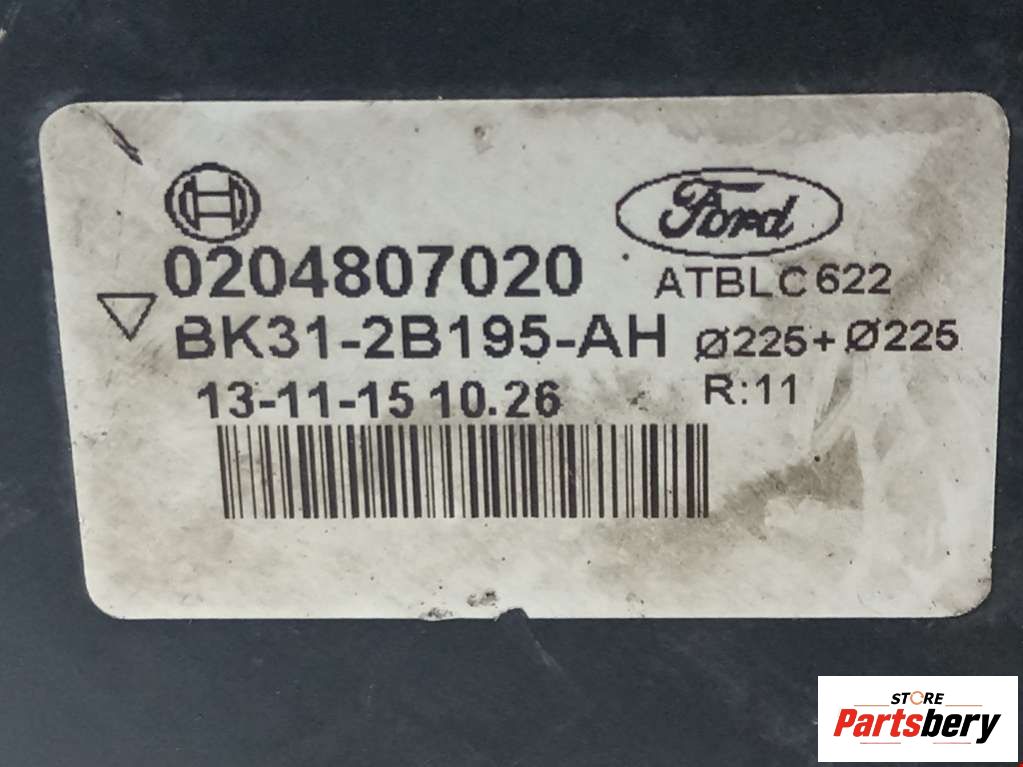 Ford
0204807020
ATBLC622
BK31-2B195-AH
Ø225+Ø225
13-11-15 10.26
R:11
STORE
Partsbery